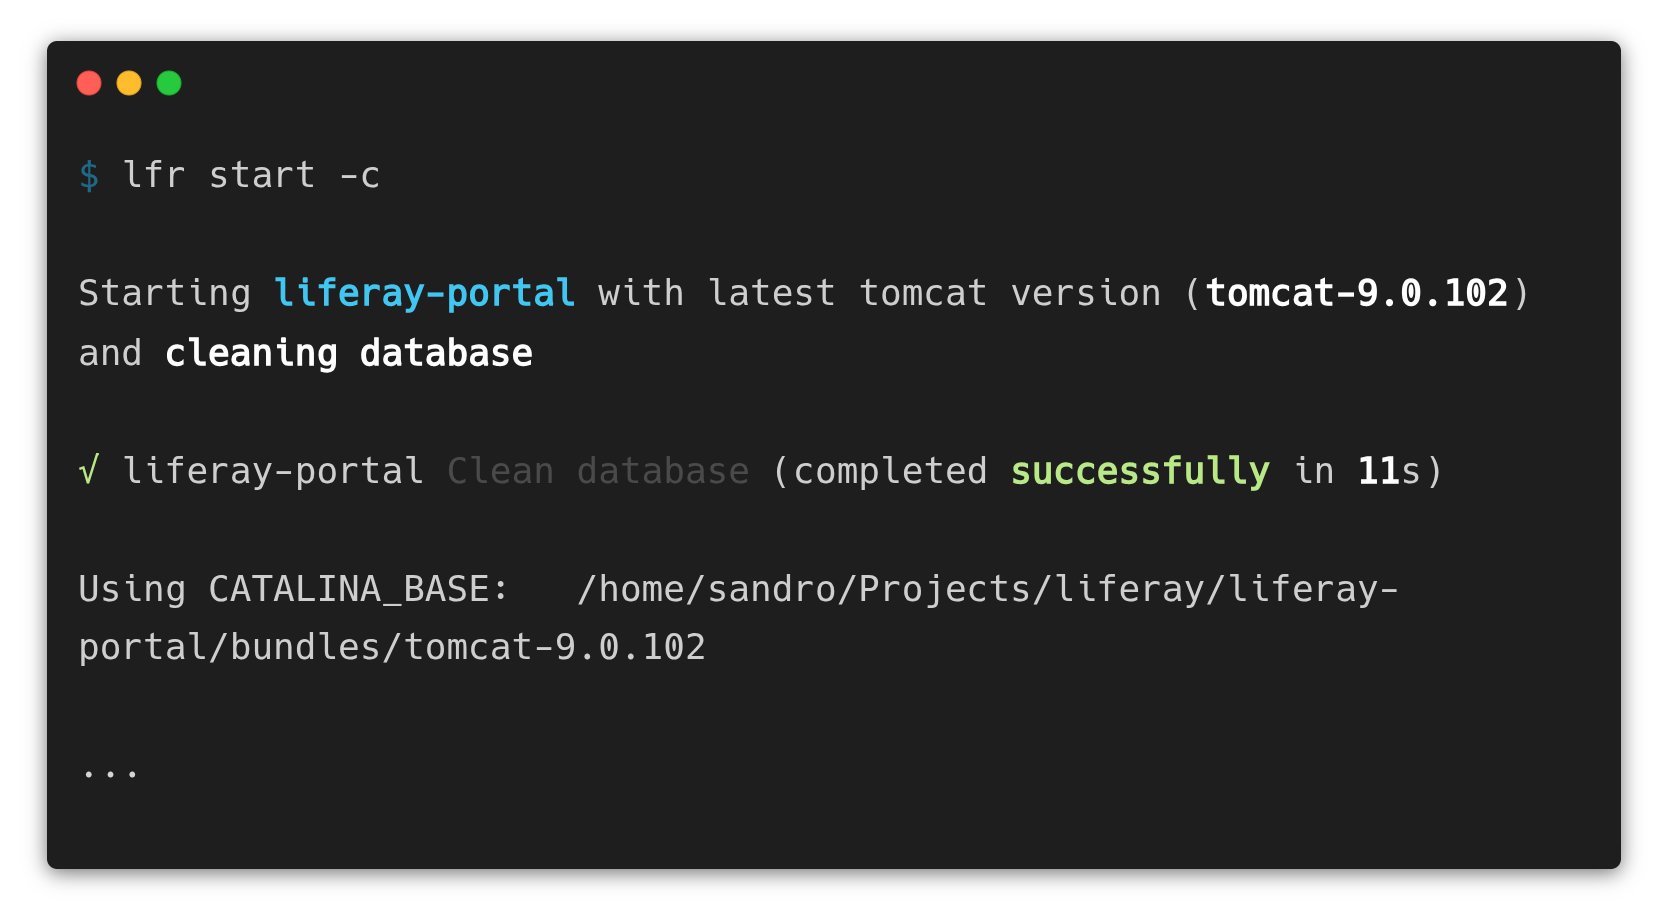 $ lfr start -c
Starting liferay-portal with latest tomcat version (tomcat-9.0.102)
and cleaning database
√ liferay-portal Clean database (completed successfully in 11s)
Using CATALINA_BASE:   /home/sandro/Projects/liferay/liferay-
portal/bundles/tomcat-9.0.102
...